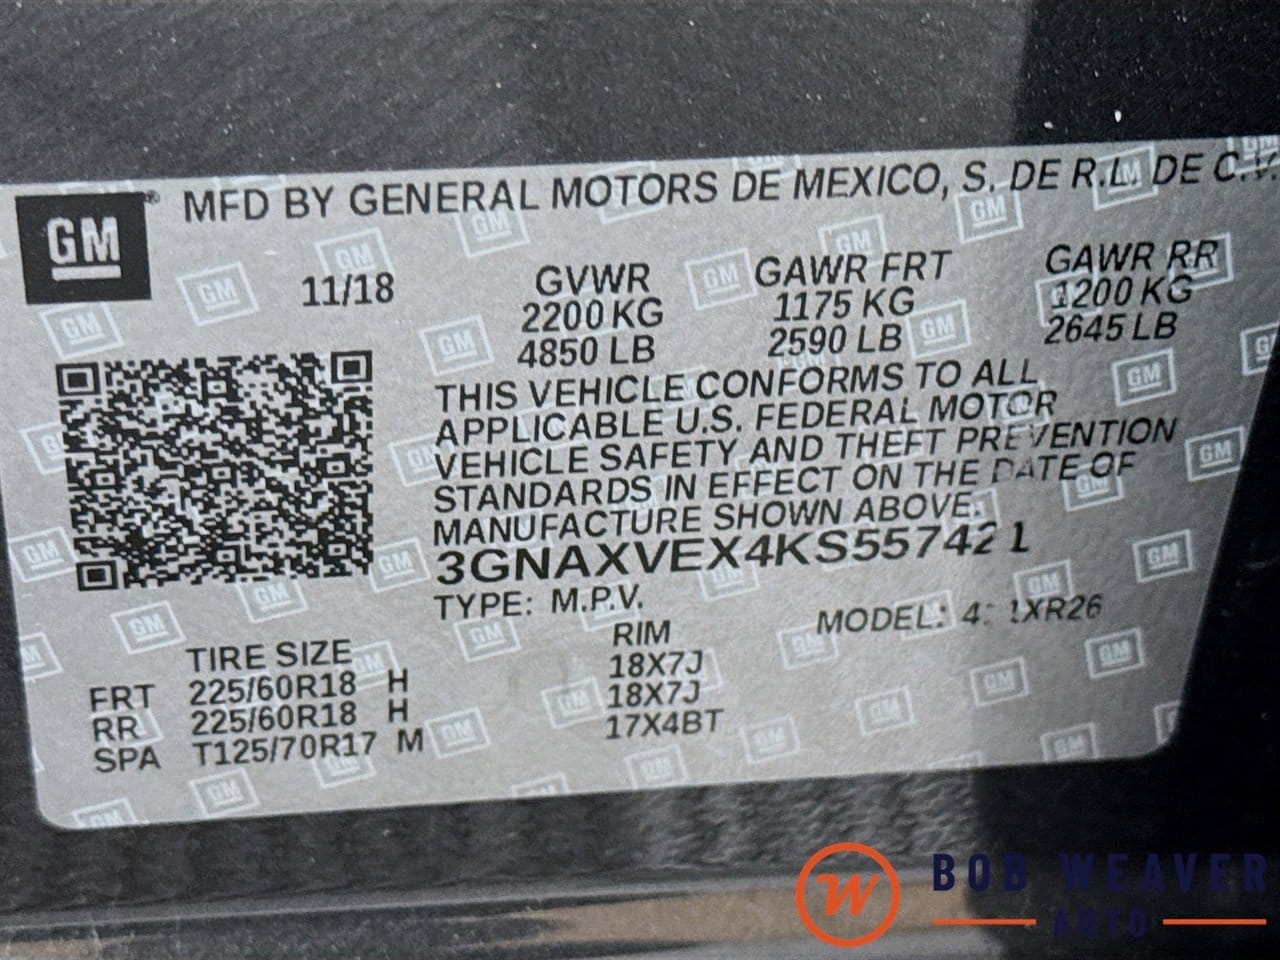 GM® MFD BY GENERAL MOTORS DE MEXICO, S. DE R.L. DE C.V.
11/18 GVWR GAWR FRT GAWR RR
2200 KG 1175 KG 1200 KG
4850 LB 2590 LB 2645 LB
THIS VEHICLE CONFORMS TO ALL
APPLICABLE U.S. FEDERAL MOTOR
VEHICLE SAFETY AND THEFT PREVENTION
STANDARDS IN EFFECT ON THE DATE OF
MANUFACTURE SHOWN ABOVE.
3GNAXVEX4KS557421
TYPE: M.P.V. MODEL:
TIRE SIZE RIM
FRT 225/60R18 H 18X7J
RR 225/60R18 H 18X7J
SPA T125/70R17 M 17X4BT
W BOB WEAVER
AUTO